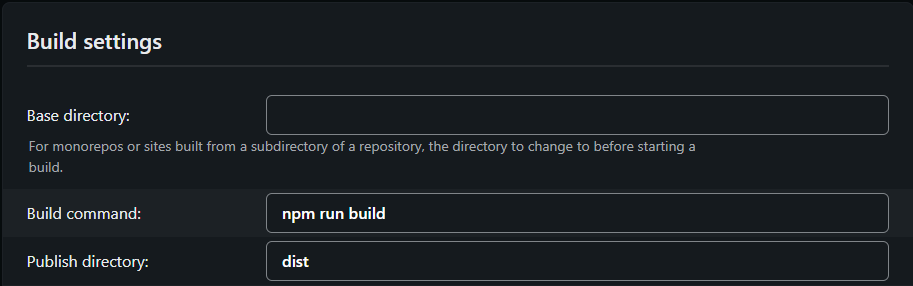 Build settings
Base directory:
For monorepos or sites built from a subdirectory of a repository, the directory to change to before starting a
build.
Build command: npm run build
Publish directory: dist